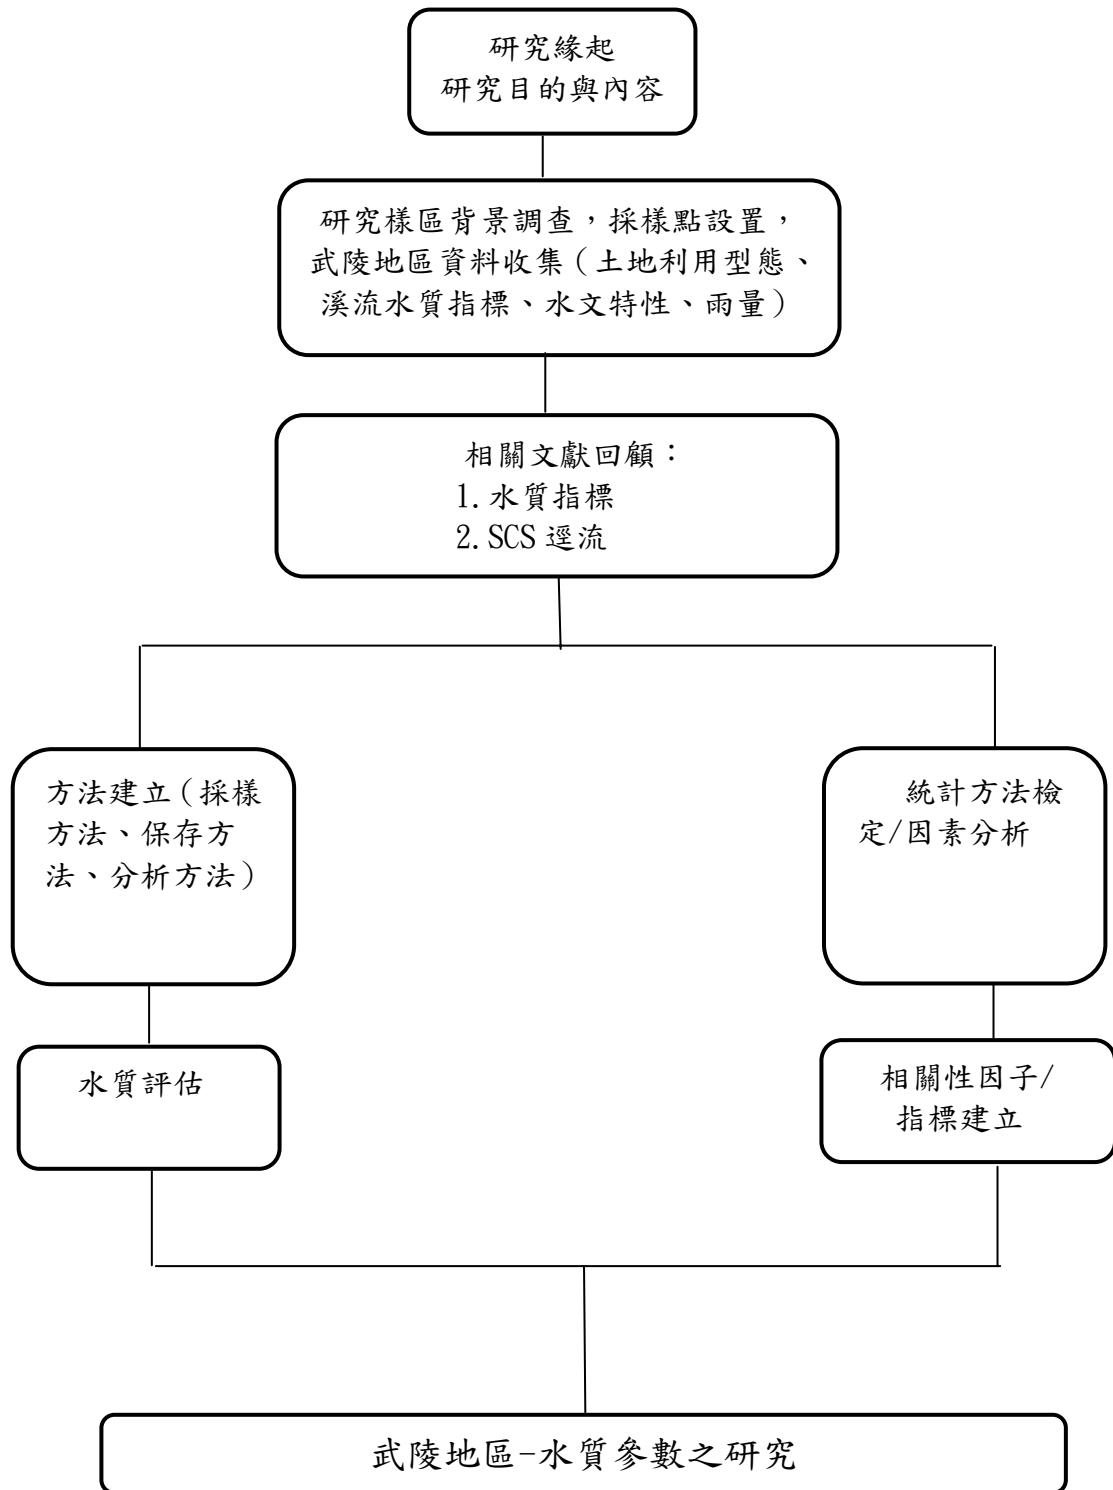 研究緣起
研究目的與內容
研究樣區背景調查，採樣點設置，
武陵地區資料收集（土地利用型態、
溪流水質指標、水文特性、雨量）
相關文獻回顧：
1.水質指標
2.SCS 逕流
方法建立（採樣
方法、保存方
法、分析方法）
統計方法檢
定/因素分析
水質評估
相關性因子/
指標建立
武陵地區-水質參數之研究